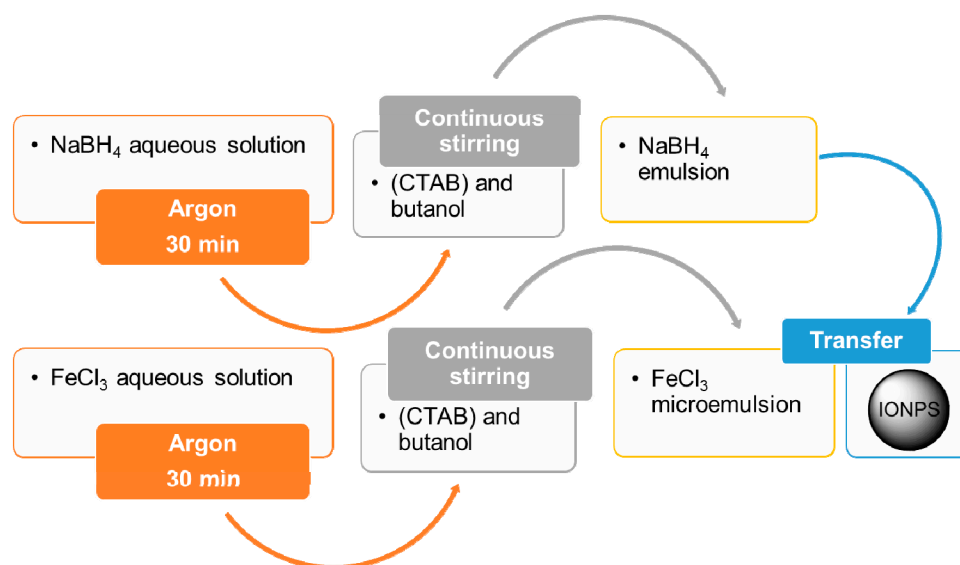 • NaBH₄ aqueous solution
Argon
30 min
Continuous
stirring
• (CTAB) and
butanol
• NaBH₄
emulsion
• FeCl₃ aqueous solution
Argon
30 min
Continuous
stirring
• (CTAB) and
butanol
• FeCl₃
microemulsion
Transfer
IONPS